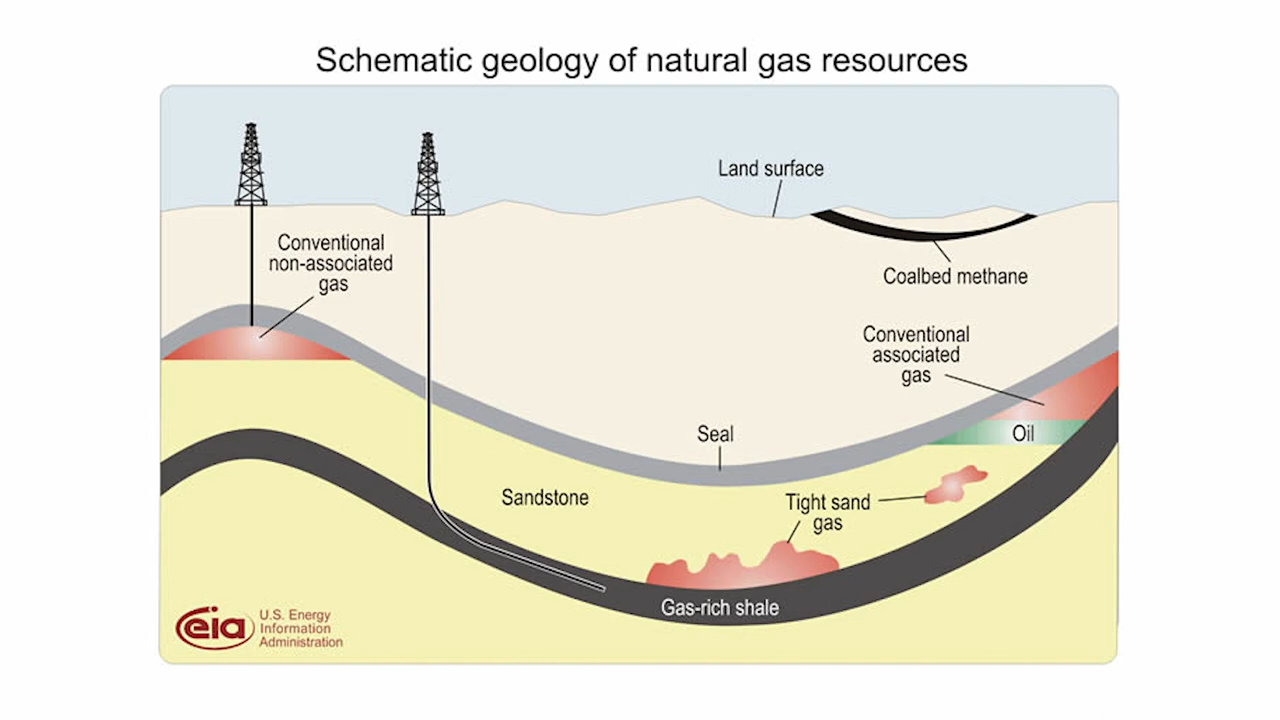 Schematic geology of natural gas resources
Land surface
Conventional
non-associated
gas
Coalbed methane
Conventional
associated
gas
Seal
Oil
Sandstone
Tight sand
gas
Gas-rich shale
eia
U.S. Energy
Information
Administration